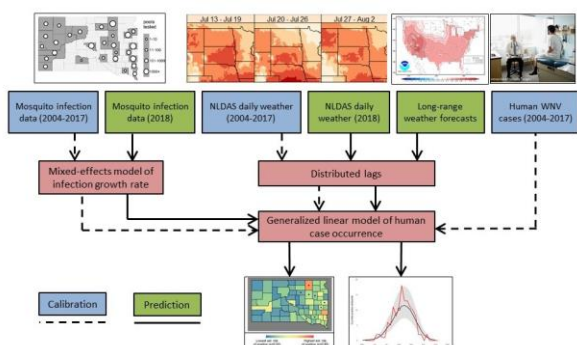 Jul 13 - Jul 19
Jul 20 - Jul 26
Jul 27 - Aug 2
Mosquito infection
data (2004-2017)
Mosquito infection
data (2018)
NLDAS daily weather
(2004-2017)
NLDAS daily
weather (2018)
Long-range
weather forecasts
Human WNV
cases (2004-2017)
Mixed-effects model of
infection growth rate
Distributed lags
Generalized linear model of human
case occurrence
Calibration
Prediction